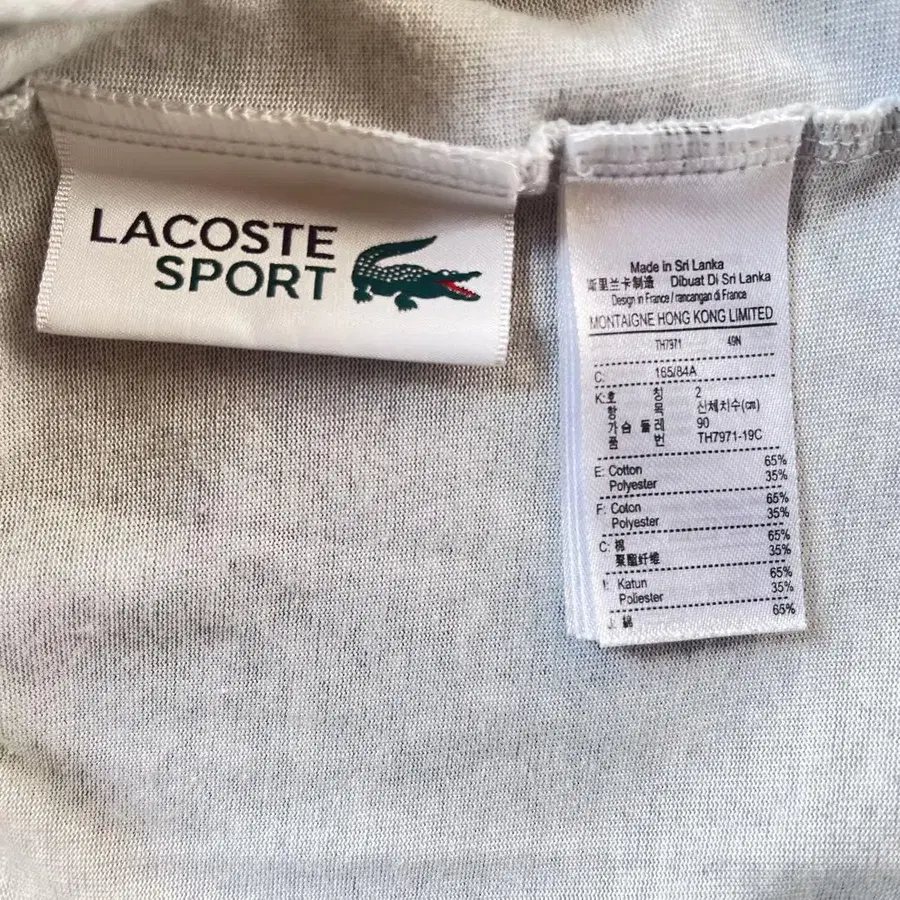 LACOSTE
SPORT
Made in Sri Lanka
斯里兰卡制造 Dibuat Di Sri Lanka
Design in France / rancangan di France
MONTAIGNE HONG KONG LIMITED
TH7971 49N
C: 165/84A
K: 호 칭 2
항 목 신체치수(㎝)
가슴 둘레 90
품 번 TH7971-19C
E: Cotton 65%
Polyester 35%
F: Coton 65%
Polyester 35%
C: 棉 65%
聚酯纤维 35%
I: Katun 65%
Poliester 35%
J: 綿 65%